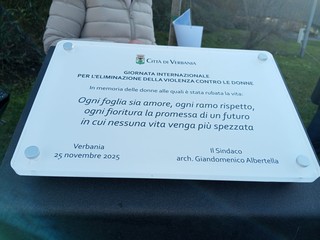 CITTÀ DI VERBANIA
GIORNATA INTERNAZIONALE
PER L'ELIMINAZIONE DELLA VIOLENZA CONTRO LE DONNE
In memoria delle donne alle quali è stata rubata la vita.
Ogni foglia sia amore, ogni ramo rispetto,
ogni fioritura la promessa di un futuro
in cui nessuna vita venga più spezzata
Verbania
25 novembre 2025
Il Sindaco
arch. Giandomenico Albertella